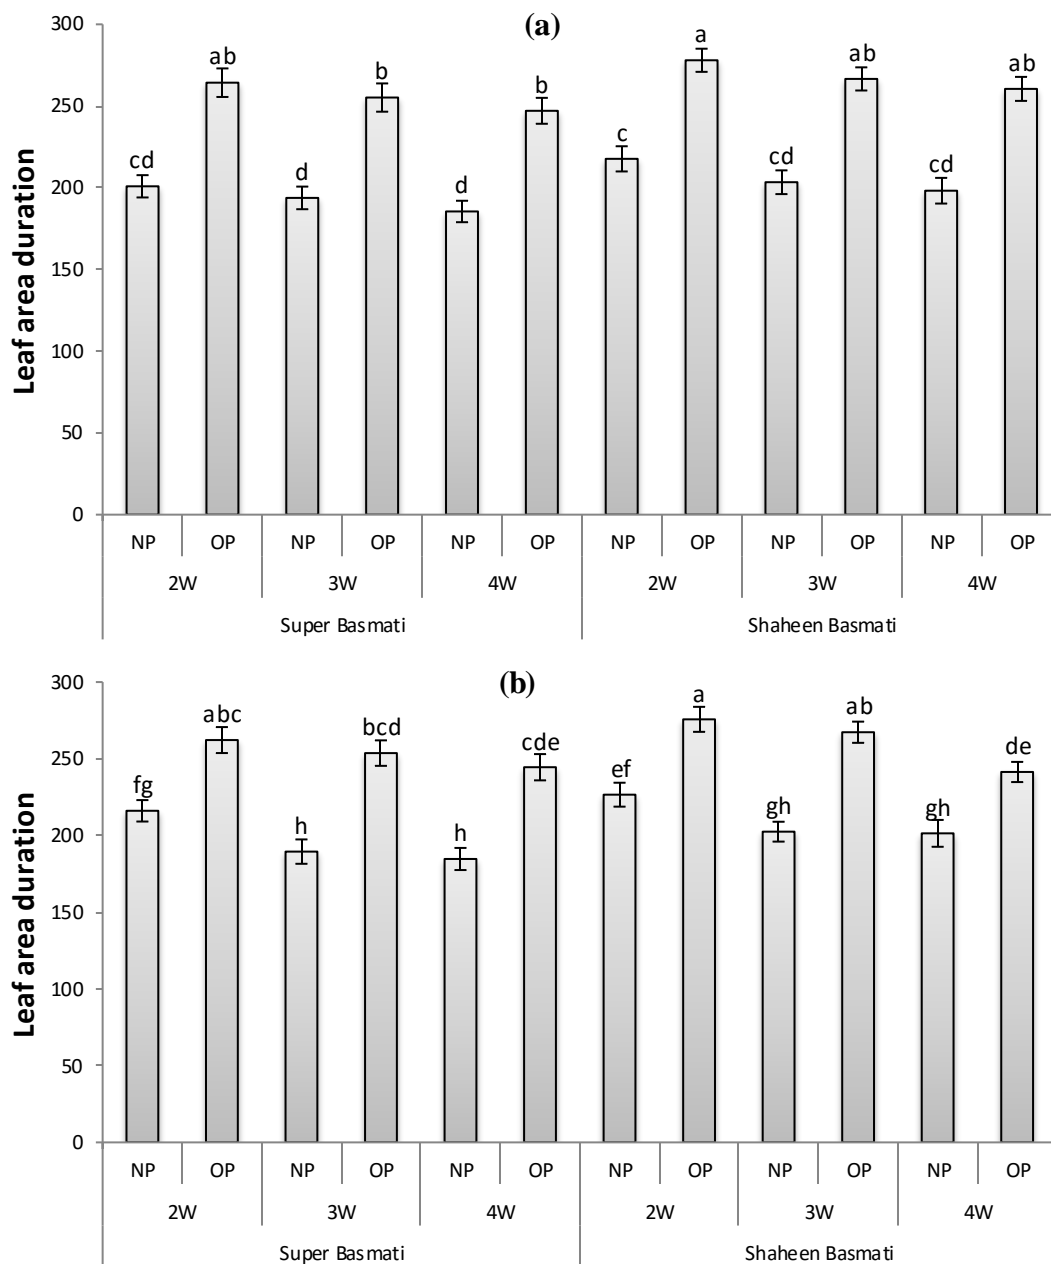 (a)
300
250
200
150
100
50
0
Leaf area duration
cd ab d b d b c a cd ab cd ab
NP OP NP OP NP OP NP OP NP OP NP OP
2W 3W 4W 2W 3W 4W
Super Basmati Shaheen Basmati
(b)
300
250
200
150
100
50
0
Leaf area duration
fg abc h bcd h cde ef a gh ab gh de
NP OP NP OP NP OP NP OP NP OP NP OP
2W 3W 4W 2W 3W 4W
Super Basmati Shaheen Basmati